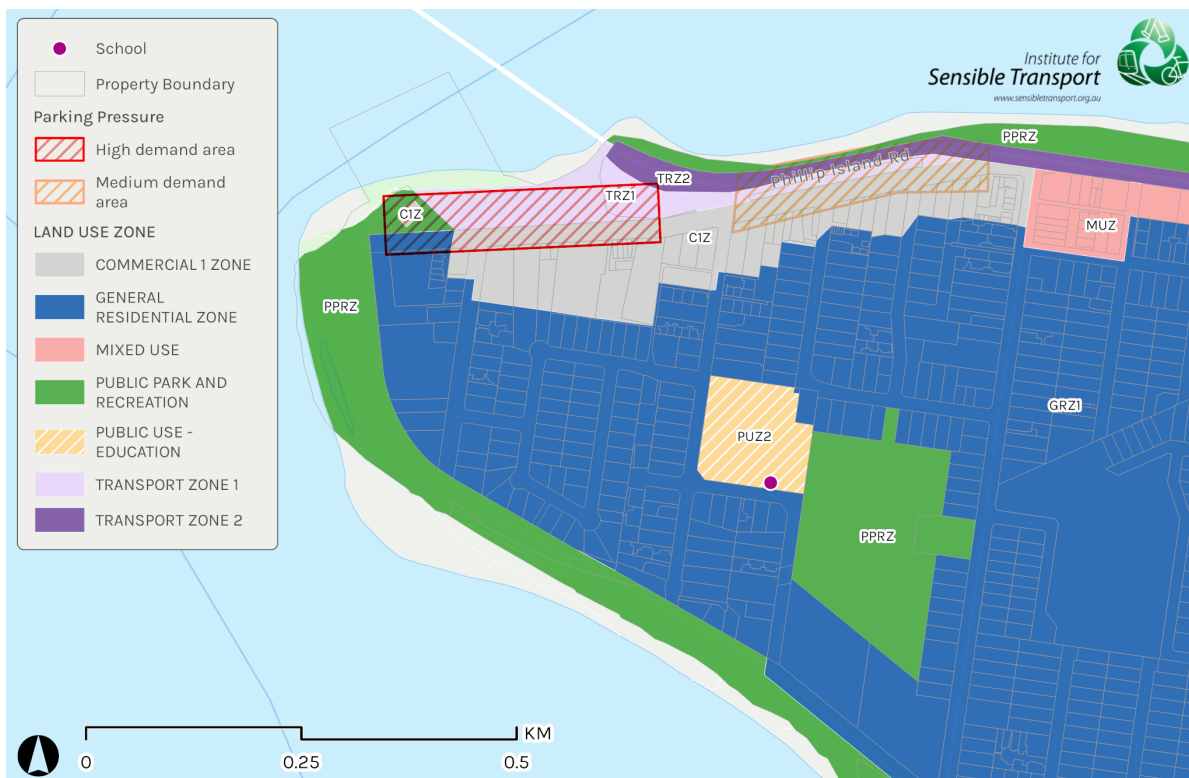 School
Property Boundary
Parking Pressure
High demand area
Medium demand
area
LAND USE ZONE
COMMERCIAL 1 ZONE
GENERAL
RESIDENTIAL ZONE
MIXED USE
PUBLIC PARK AND
RECREATION
PUBLIC USE -
EDUCATION
TRANSPORT ZONE 1
TRANSPORT ZONE 2
Institute for
Sensible Transport
www.sensibletransport.org.au
PPRZ
Phillip Island Rd
TRZ2
TRZ1
C1Z
C1Z
MUZ
PPRZ
GRZ1
PUZ2
PPRZ
KM
0
0.25
0.5